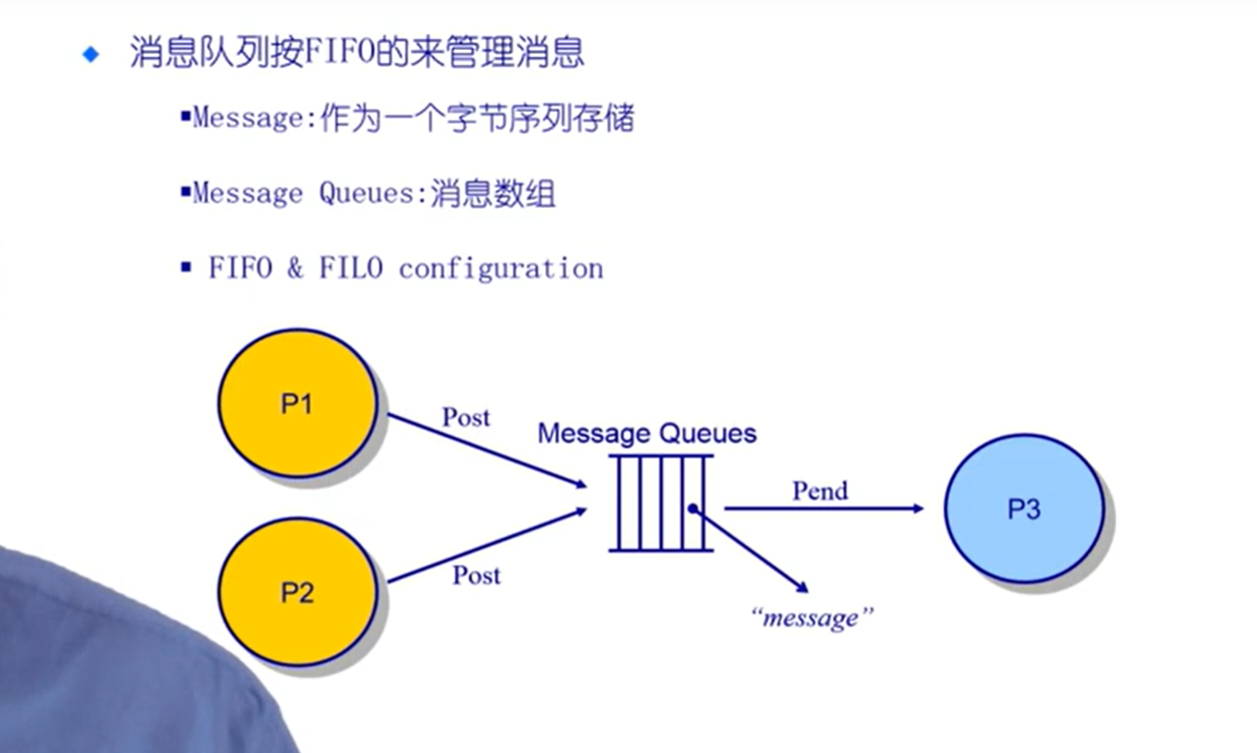 消息队列按FIFO的来管理消息
Message:作为一个字节序列存储
Message Queues:消息数组
FIFO & FILO configuration
P1
Post
Message Queues
Pend
P3
P2
Post
“message”